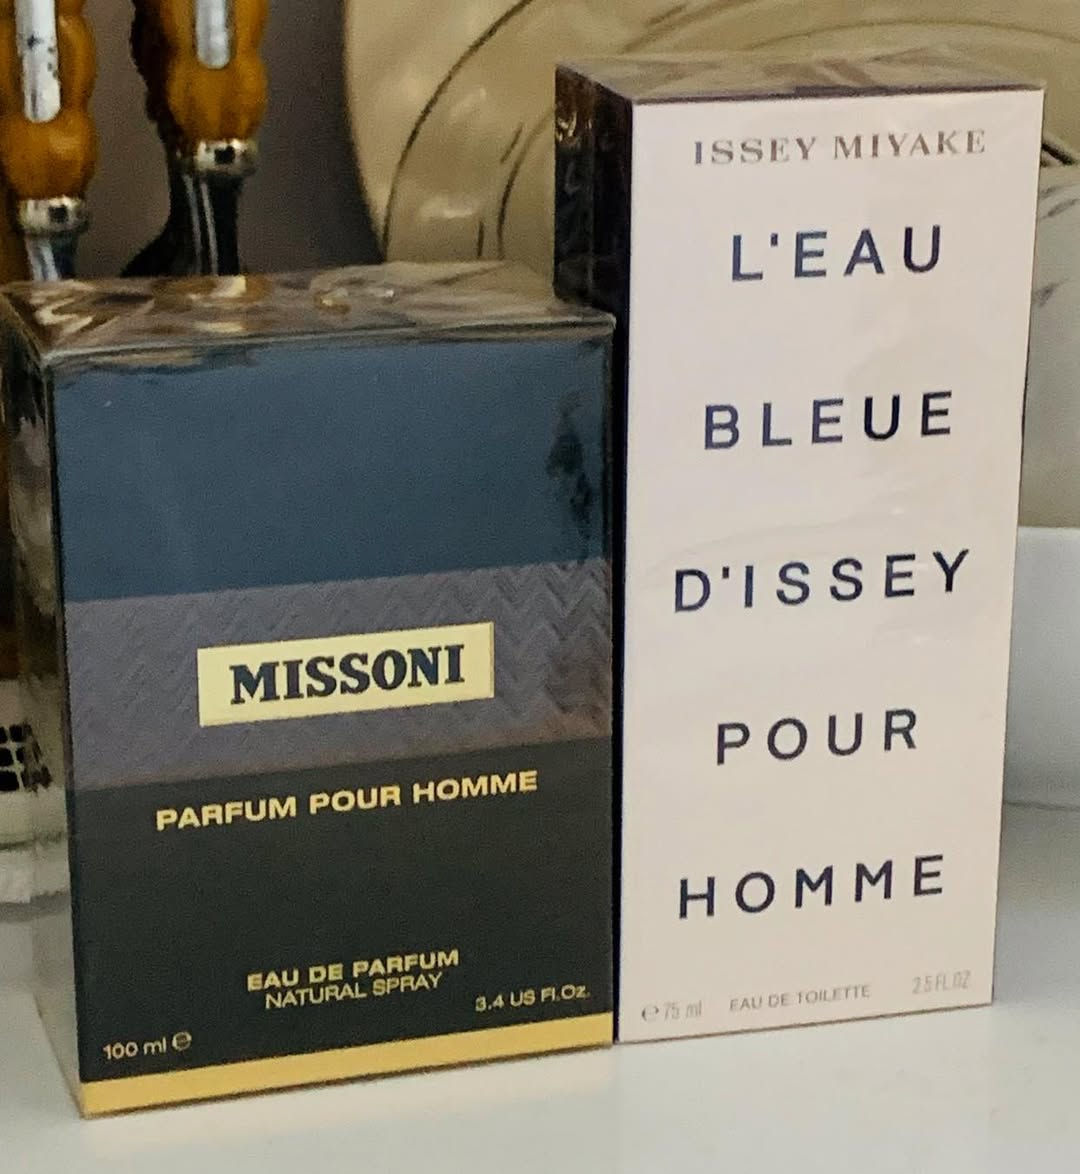 MISSONI
PARFUM POUR HOMME
EAU DE PARFUM
NATURAL SPRAY
3.4 US Fl.Oz.
100 ml ℮
ISSEY MIYAKE
L'EAU
BLEUE
D'ISSEY
POUR
HOMME
℮ 75 ml EAU DE TOILETTE 2.5 FL.OZ